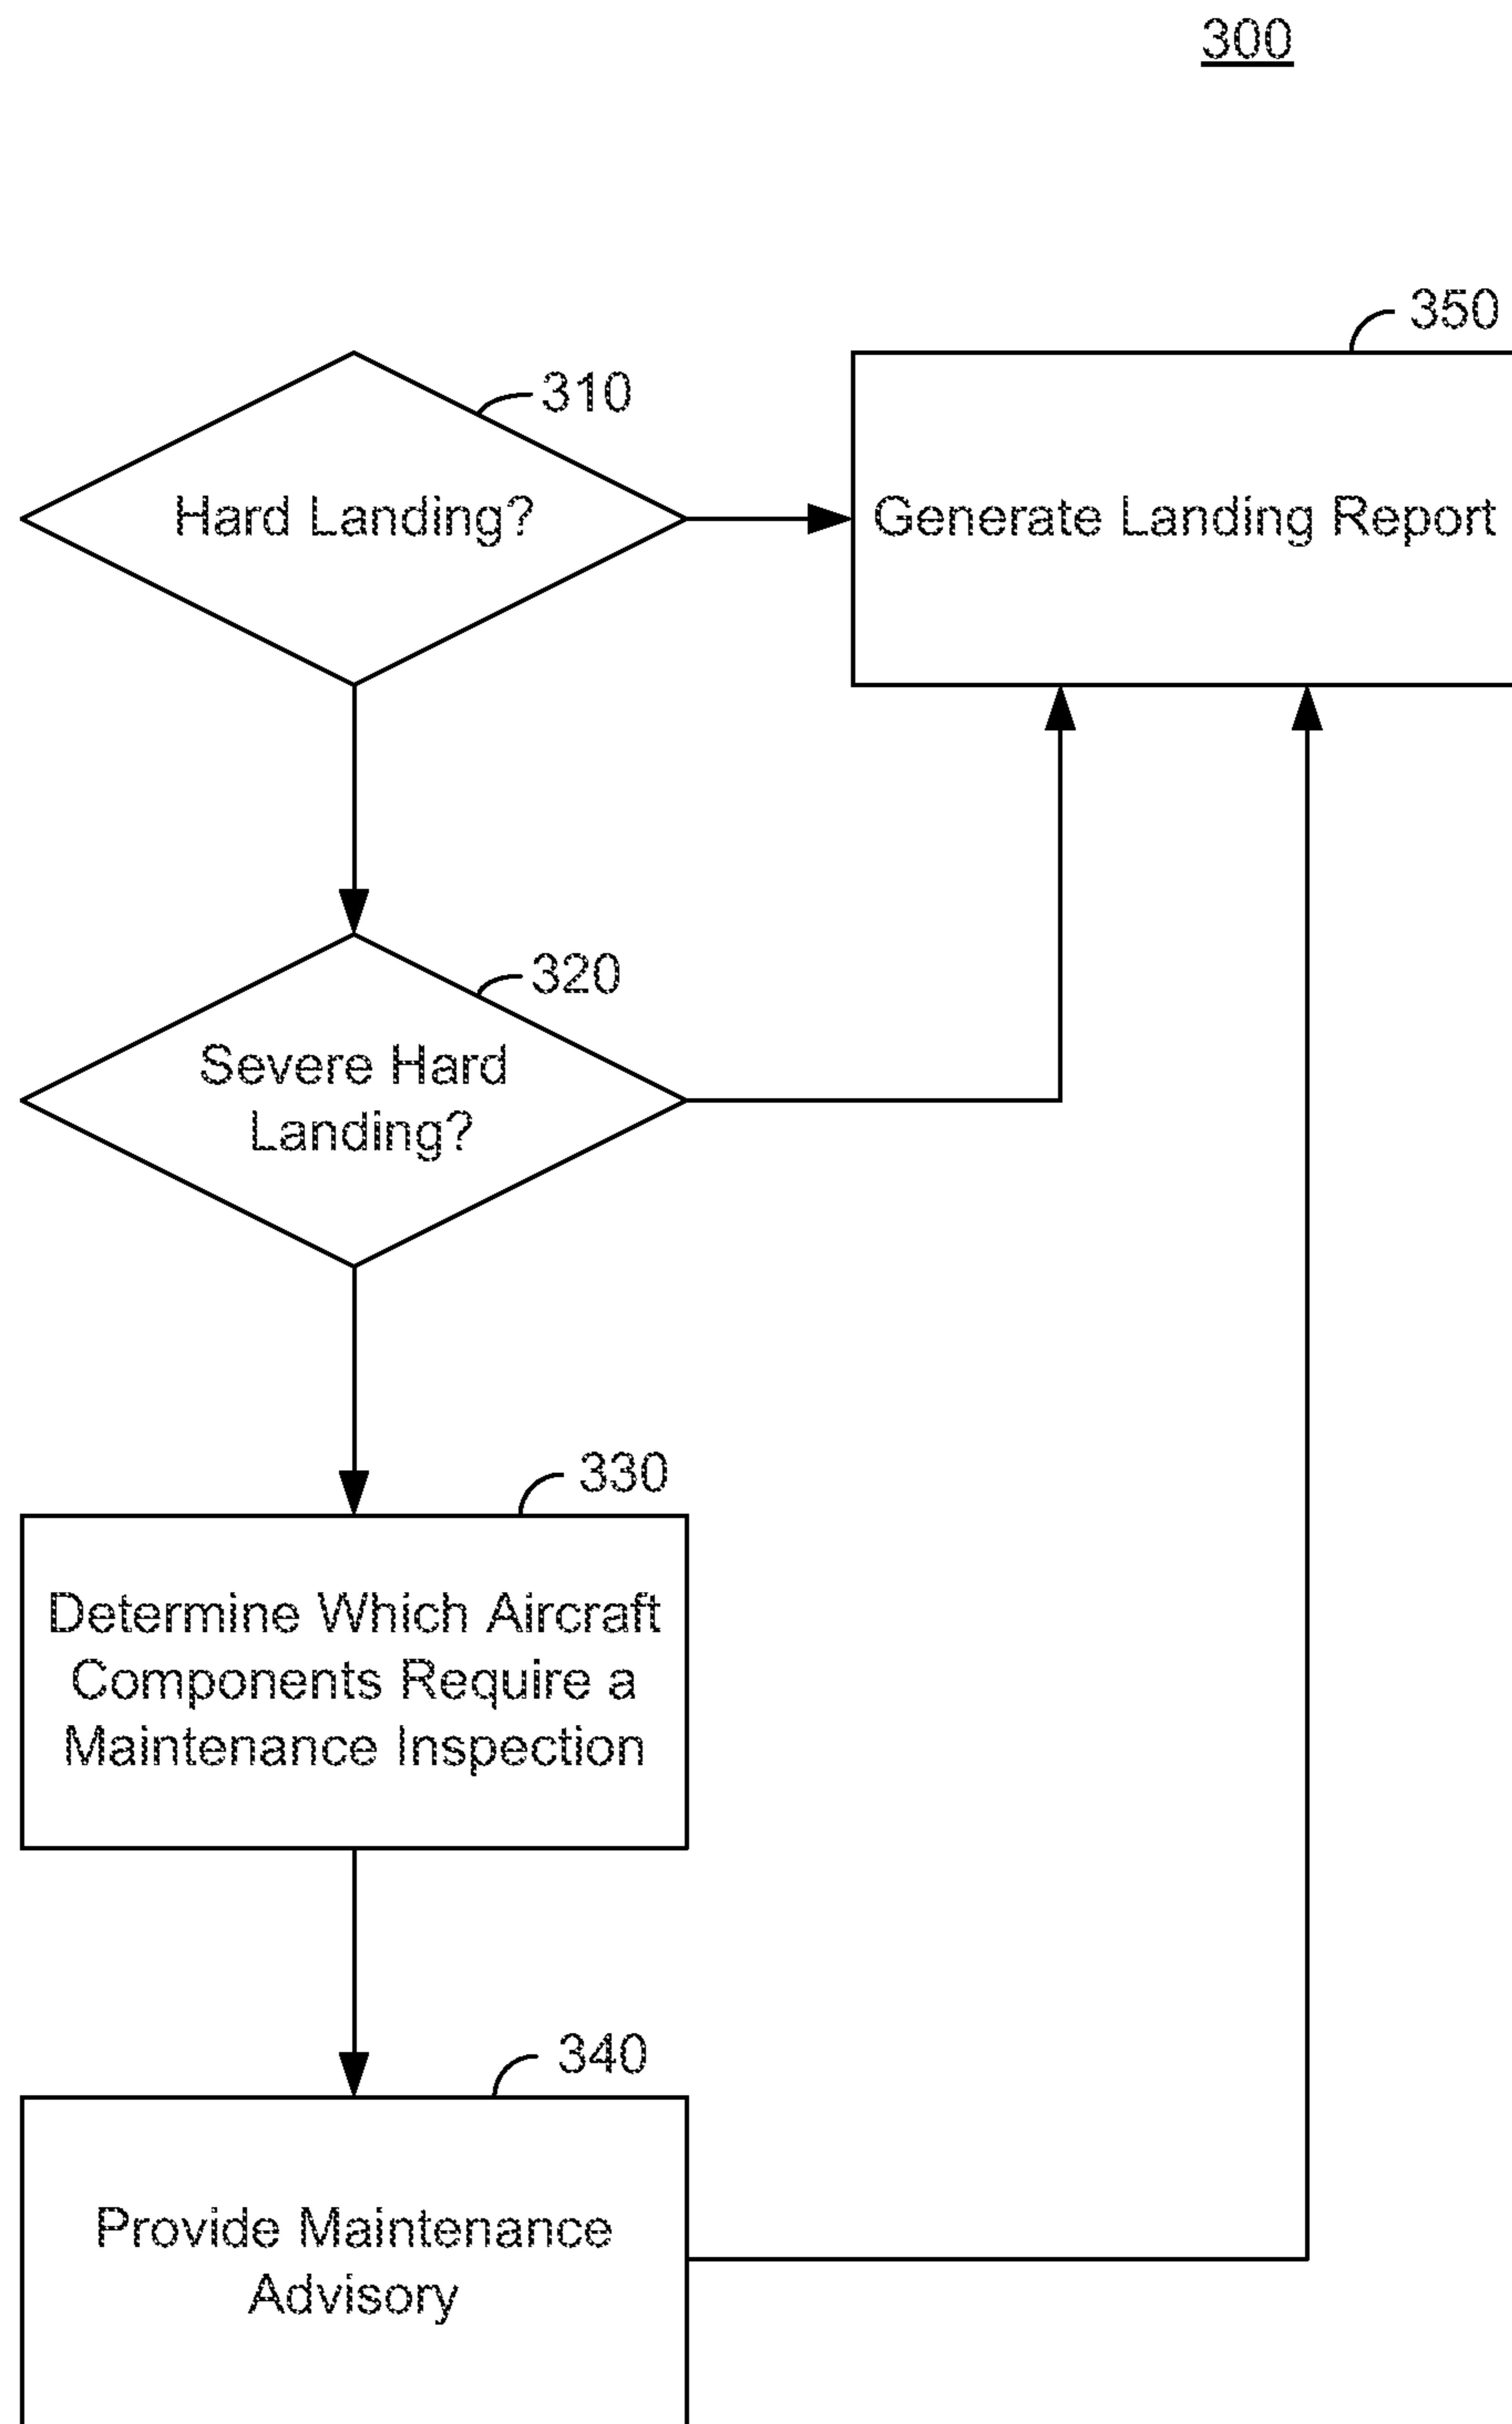 300
350
310
Hard Landing?
Generate Landing Report
320
Severe Hard
Landing?
330
Determine Which Aircraft
Components Require a
Maintenance Inspection
340
Provide Maintenance
Advisory